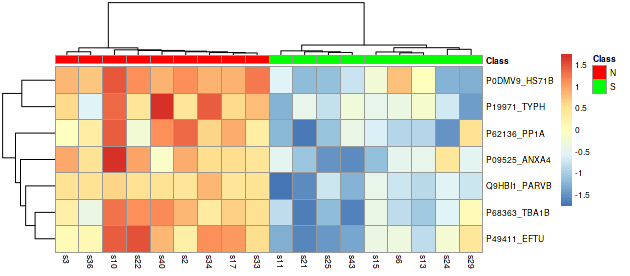 Class
Class
N
S
P0DMV9_HS71B
P19971_TYPH
P62136_PP1A
P09525_ANXA4
Q9HBI1_PARVB
P68363_TBA1B
P49411_EFTU
1.5
1
0.5
0
-0.5
-1
-1.5
s3 s36 s10 s22 s40 s2 s34 s17 s33 s11 s21 s25 s43 s15 s6 s13 s24 s29